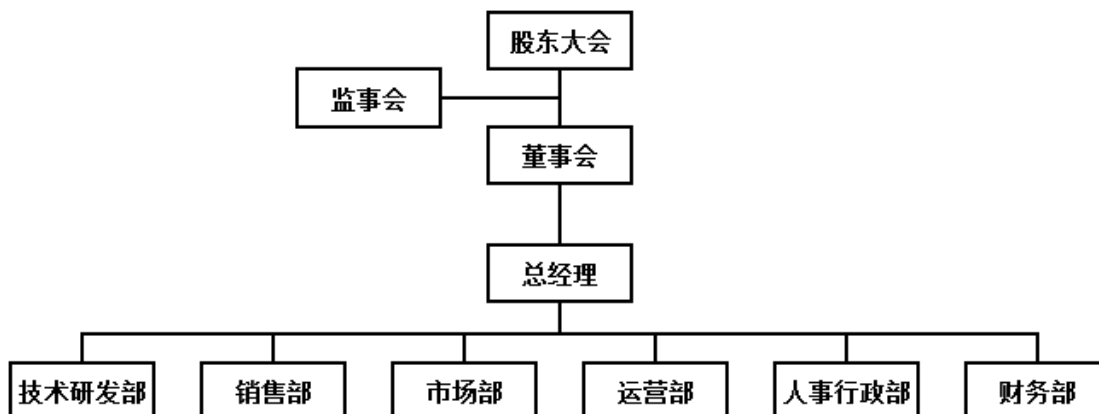 股东大会
监事会
董事会
总经理
技术研发部
销售部
市场部
运营部
人事行政部
财务部